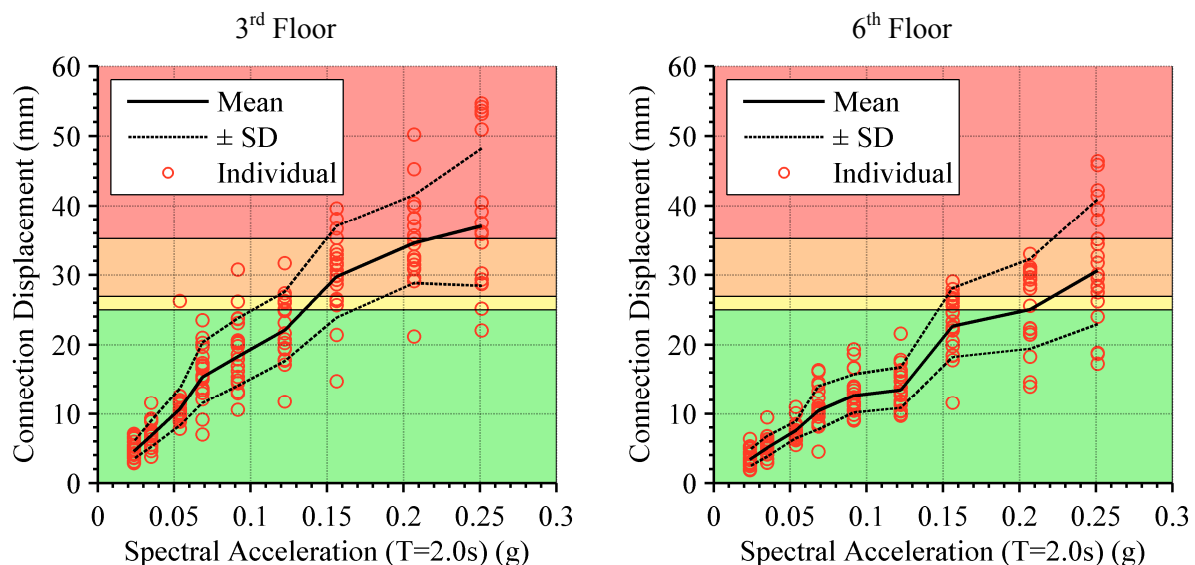 3rd Floor
60
50
40
30
20
10
0
Connection Displacement (mm)
Mean
± SD
Individual
0 0.05 0.1 0.15 0.2 0.25 0.3
Spectral Acceleration (T=2.0s) (g)
6th Floor
60
50
40
30
20
10
0
Connection Displacement (mm)
Mean
± SD
Individual
0 0.05 0.1 0.15 0.2 0.25 0.3
Spectral Acceleration (T=2.0s) (g)